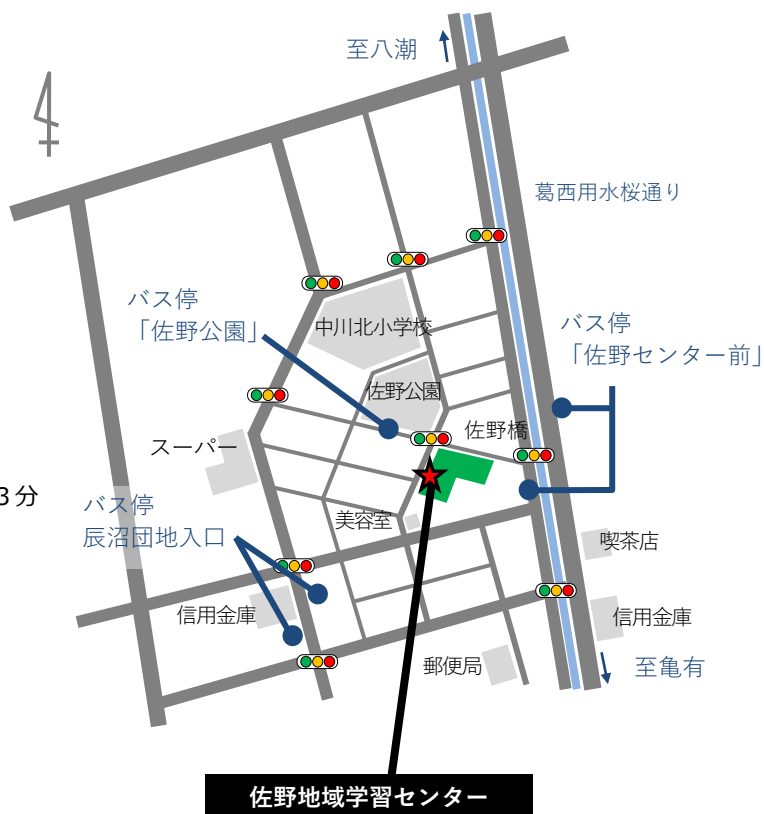 至八潮
葛西用水桜通り
バス停
「佐野公園」
中川北小学校
バス停
「佐野センター前」
佐野公園
佐野橋
スーパー
3分
バス停
辰沼団地入口
美容室
喫茶店
信用金庫
信用金庫
郵便局
至亀有
佐野地域学習センター